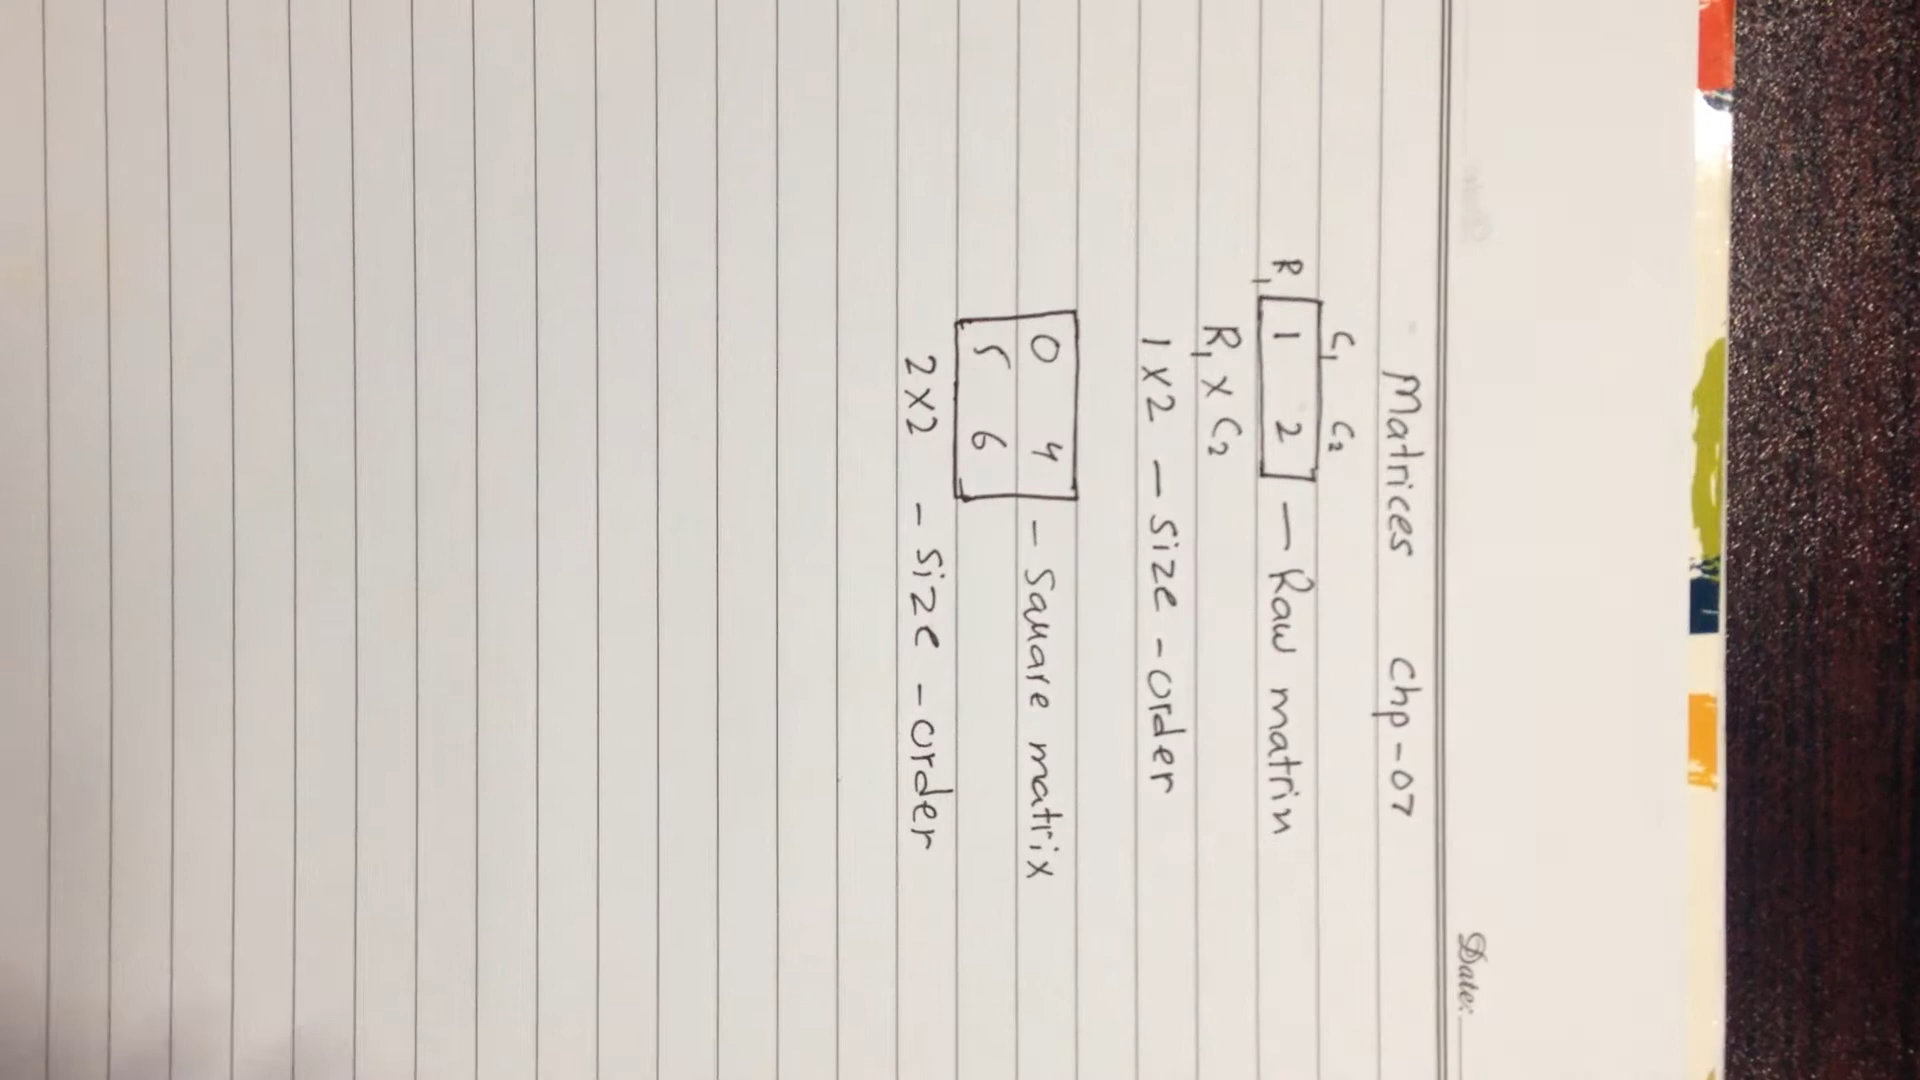 Date:
Matrices Chp-07
C1 C2
R1 [1 2] - Raw matrin
R1 x C2
1x2 - size - order
[0 4
5 6] - Square matrix
2x2 - size - order